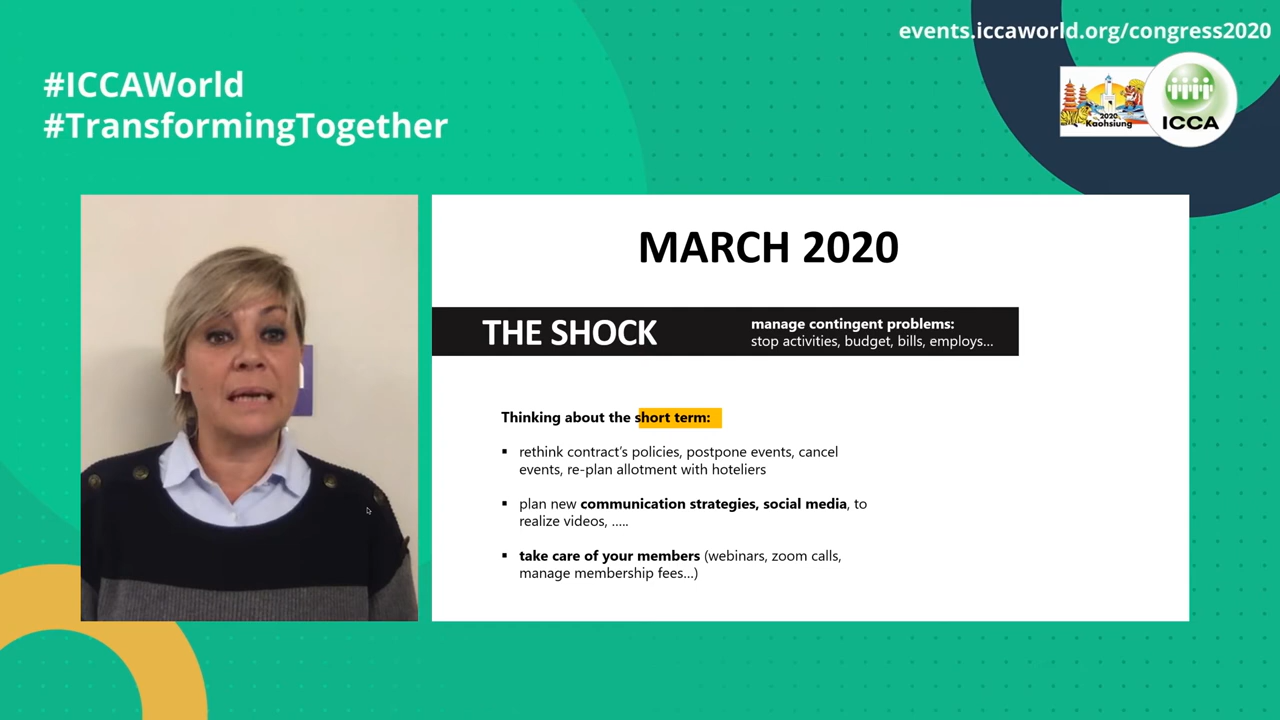 events.iccaworld.org/congress2020
#ICCAWorld
#TransformingTogether
2020
Kaohsiung
ICCA
MARCH 2020
THE SHOCK
manage contingent problems:
stop activities, budget, bills, employs...
Thinking about the short term:
▪ rethink contract's policies, postpone events, cancel
events, re-plan allotment with hoteliers
▪ plan new communication strategies, social media, to
realize videos, .....
▪ take care of your members (webinars, zoom calls,
manage membership fees...)